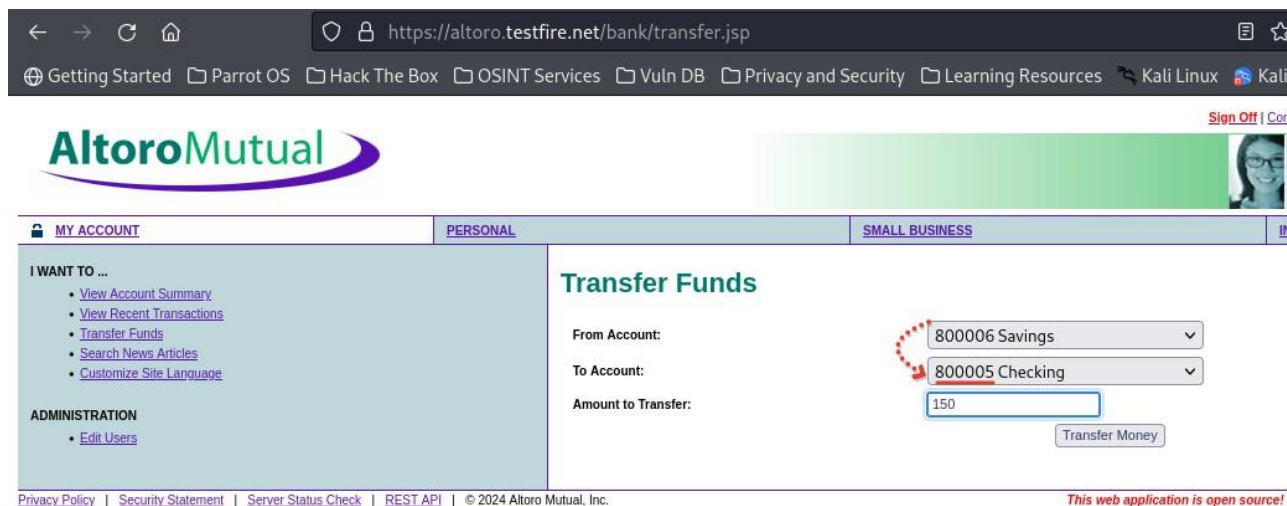 https://altoro.testfire.net/bank/transfer.jsp
Getting Started Parrot OS Hack The Box OSINT Services Vuln DB Privacy and Security Learning Resources Kali Linux Kali
Sign Off |
AltoroMutual
MY ACCOUNT PERSONAL SMALL BUSINESS
I WANT TO ...
• View Account Summary
• View Recent Transactions
• Transfer Funds
• Search News Articles
• Customize Site Language
ADMINISTRATION
• Edit Users
Transfer Funds
From Account: 800006 Savings
To Account: 800005 Checking
Amount to Transfer: 150
Transfer Money
Privacy Policy | Security Statement | Server Status Check | REST API | © 2024 Altoro Mutual, Inc. This web application is open source!